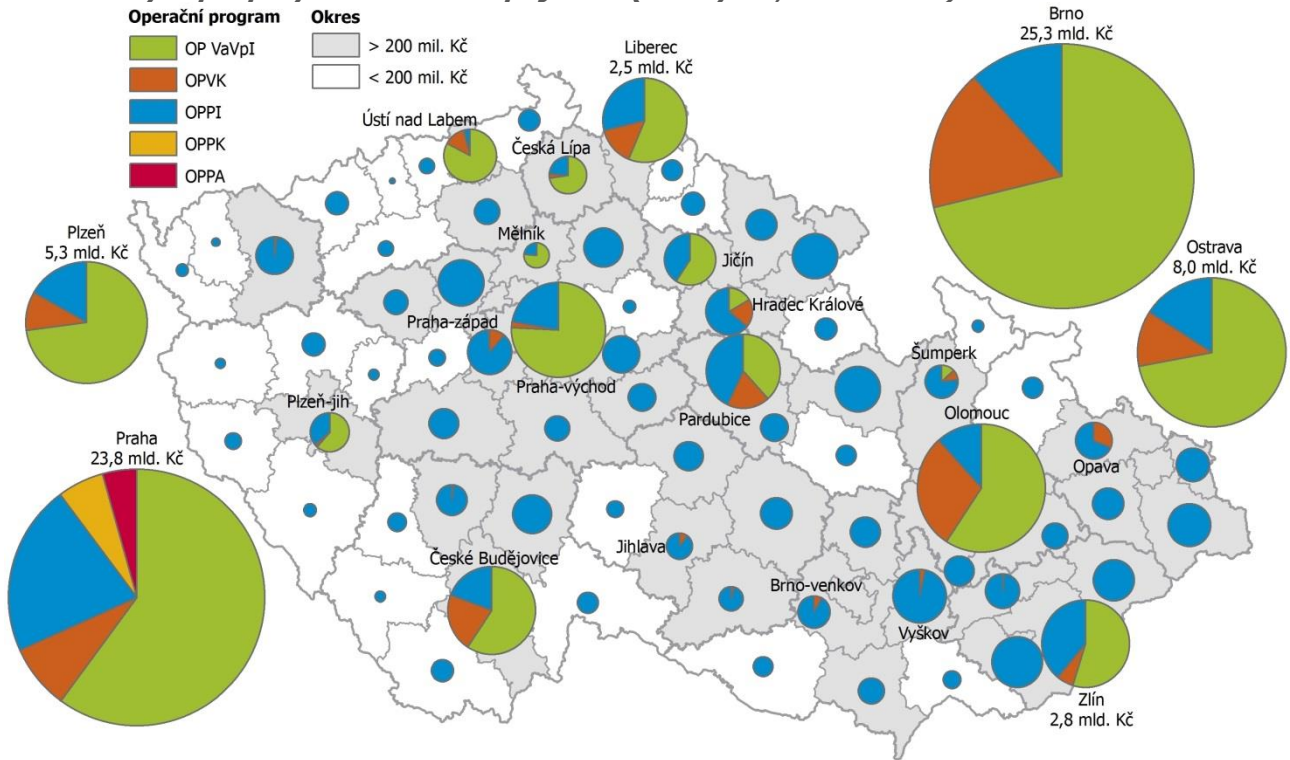 Operační program
OP VaVpI
OPVK
OPPI
OPPK
OPPA
Okres
> 200 mil. Kč
< 200 mil. Kč
Brno
25,3 mld. Kč
Liberec
2,5 mld. Kč
Ústí nad Labem
Česká Lípa
Plzeň
5,3 mld. Kč
Mělník
Jičín
Ostrava
8,0 mld. Kč
Hradec Králové
Praha-západ
Praha-východ
Šumperk
Plzeň-jih
Pardubice
Olomouc
Praha
23,8 mld. Kč
Opava
Jihlava
České Budějovice
Brno-venkov
Vyškov
Zlín
2,8 mld. Kč